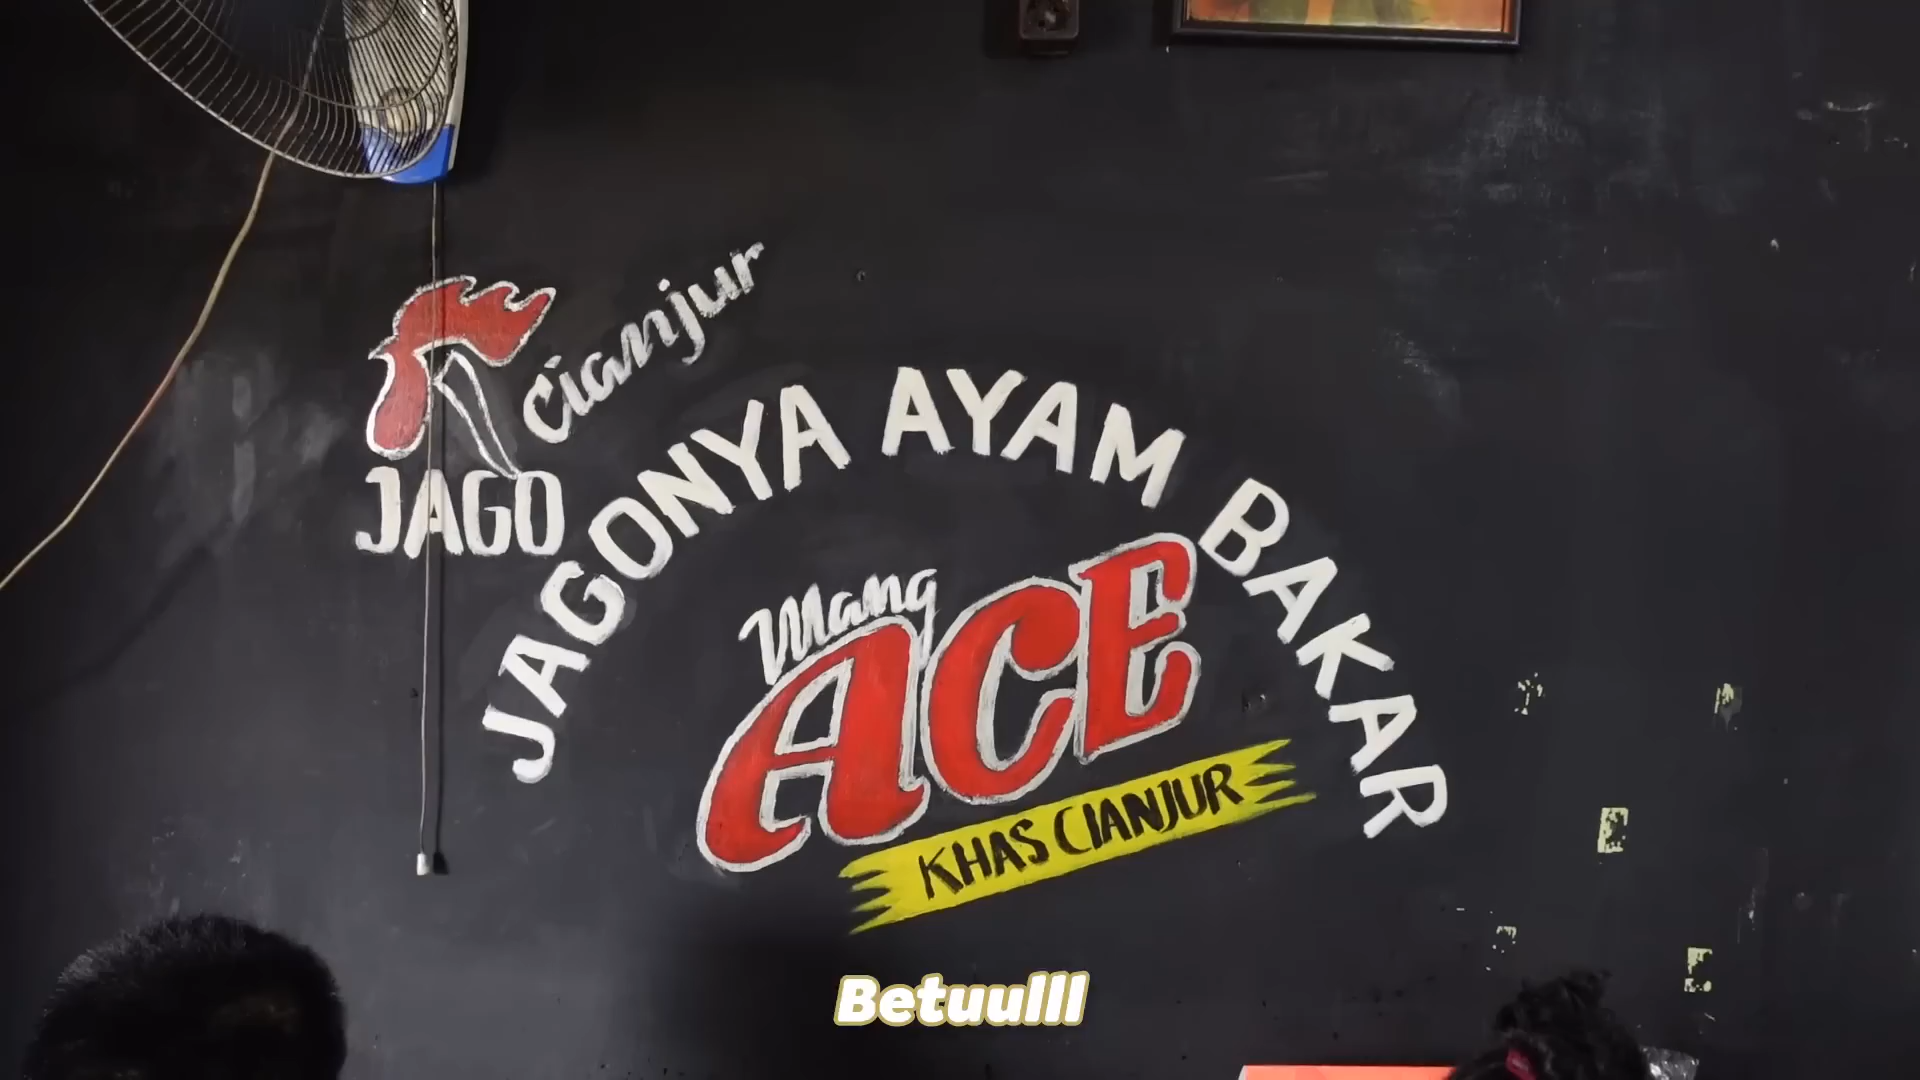 Cianjur
JAGO
JAGONYA AYAM BAKAR
Mang
ACE
KHAS CIANJUR
Betuulll